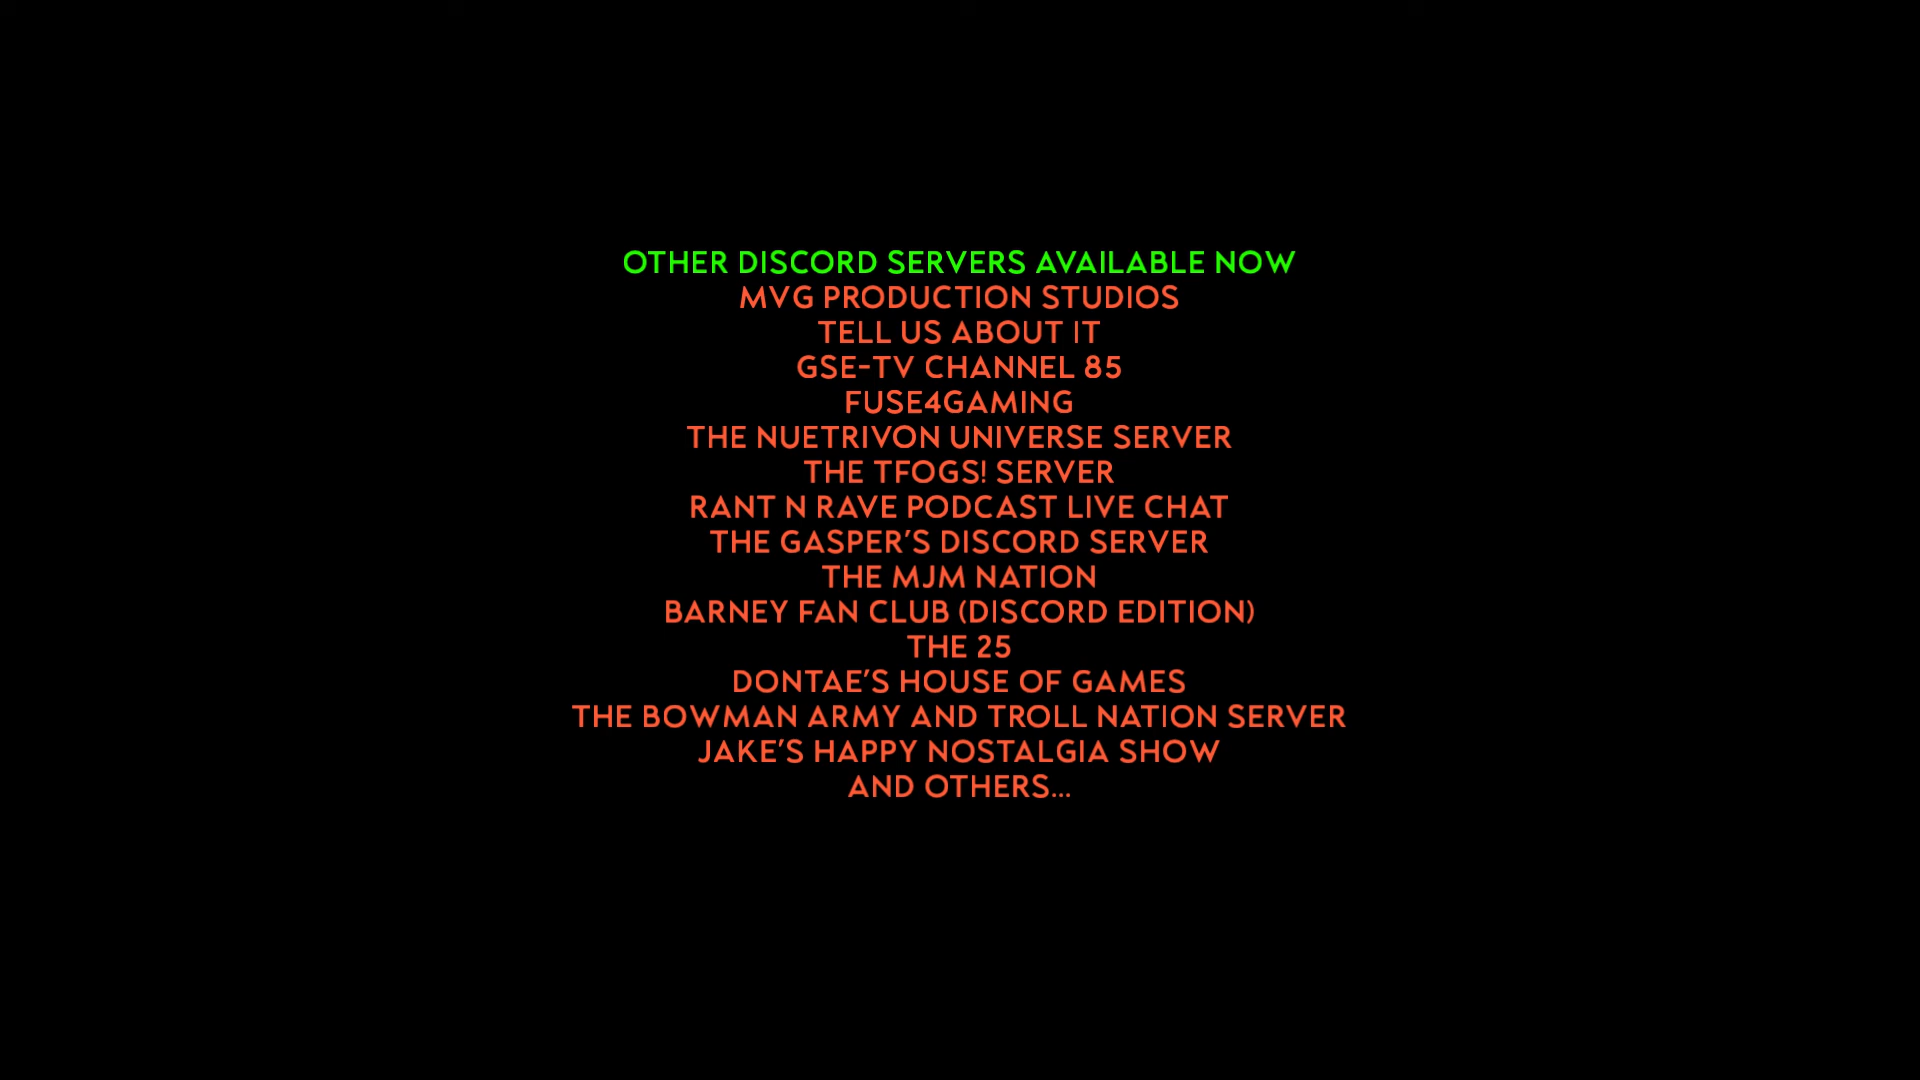 OTHER DISCORD SERVERS AVAILABLE NOW
MVG PRODUCTION STUDIOS
TELL US ABOUT IT
GSE-TV CHANNEL 85
FUSE4GAMING
THE NUETRIVON UNIVERSE SERVER
THE TFOGS! SERVER
RANT N RAVE PODCAST LIVE CHAT
THE GASPER'S DISCORD SERVER
THE MJM NATION
BARNEY FAN CLUB (DISCORD EDITION)
THE 25
DONTAE'S HOUSE OF GAMES
THE BOWMAN ARMY AND TROLL NATION SERVER
JAKE'S HAPPY NOSTALGIA SHOW
AND OTHERS...